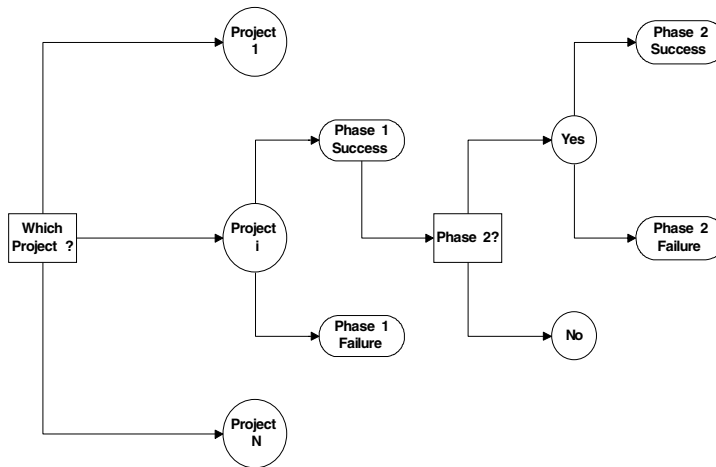 Project
1
Phase 2
Success
Phase 1
Success
Yes
Which
Project ?
Project
i
Phase 2?
Phase 2
Failure
Phase 1
Failure
No
Project
N